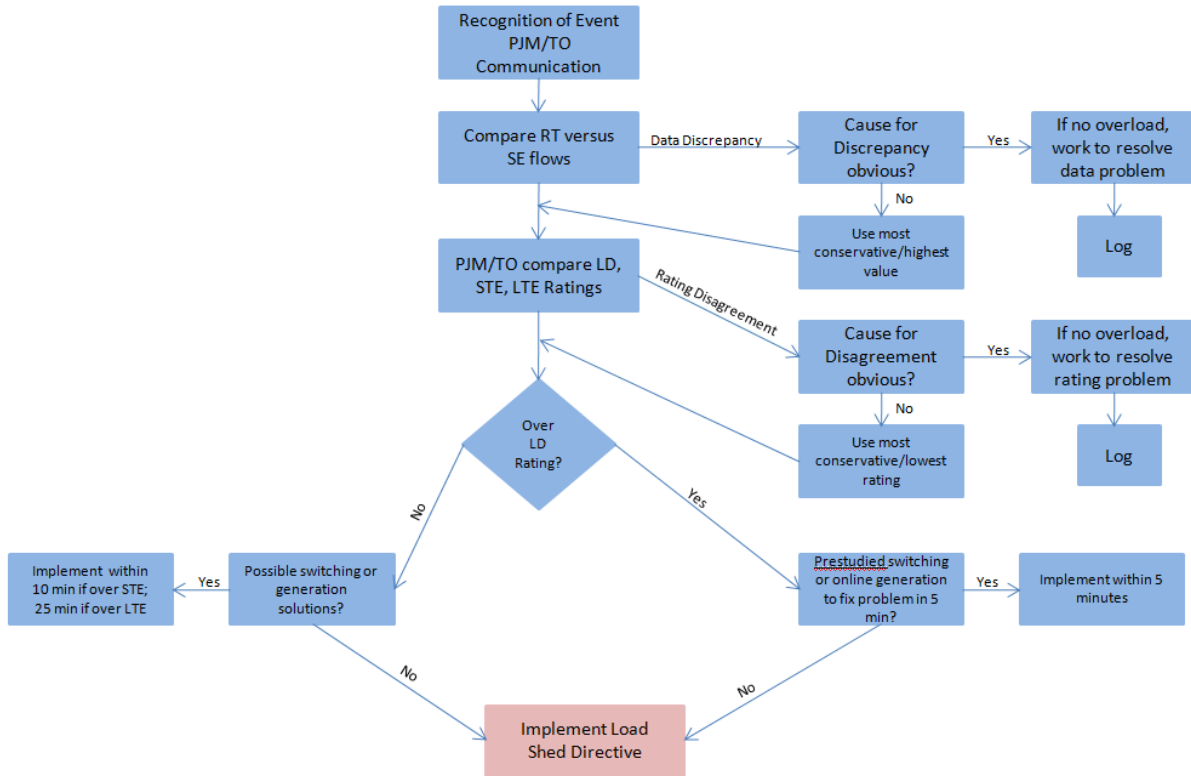 Recognition of Event
PJM/TO
Communication
Compare RT versus
SE flows
Data Discrepancy
Cause for
Discrepancy
obvious?
Yes
If no overload,
work to resolve
data problem
No
Use most
conservative/highest
value
Log
PJM/TO compare LD,
STE, LTE Ratings
Rating Disagreement
Cause for
Disagreement
obvious?
Yes
If no overload,
work to resolve
rating problem
No
Use most
conservative/lowest
rating
Log
Over
LD
Rating?
No
Yes
Implement within
10 min if over STE;
25 min if over LTE
Yes
Possible switching or
generation
solutions?
Prestudied switching
or online generation
to fix problem in 5
min?
Yes
Implement within 5
minutes
No
No
Implement Load
Shed Directive